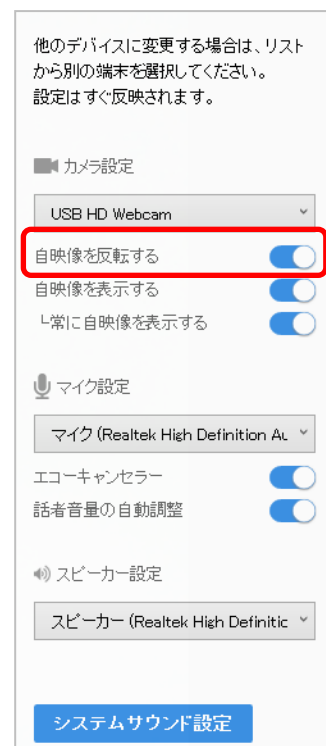 他のデバイスに変更する場合は、リスト
から別の端末を選択してください。
設定はすぐ反映されます。
カメラ設定
USB HD Webcam
自映像を反転する
自映像を表示する
└常に自映像を表示する
マイク設定
マイク (Realtek High Definition Au
エコーキャンセラー
話者音量の自動調整
スピーカー設定
スピーカー (Realtek High Definitic
システムサウンド設定